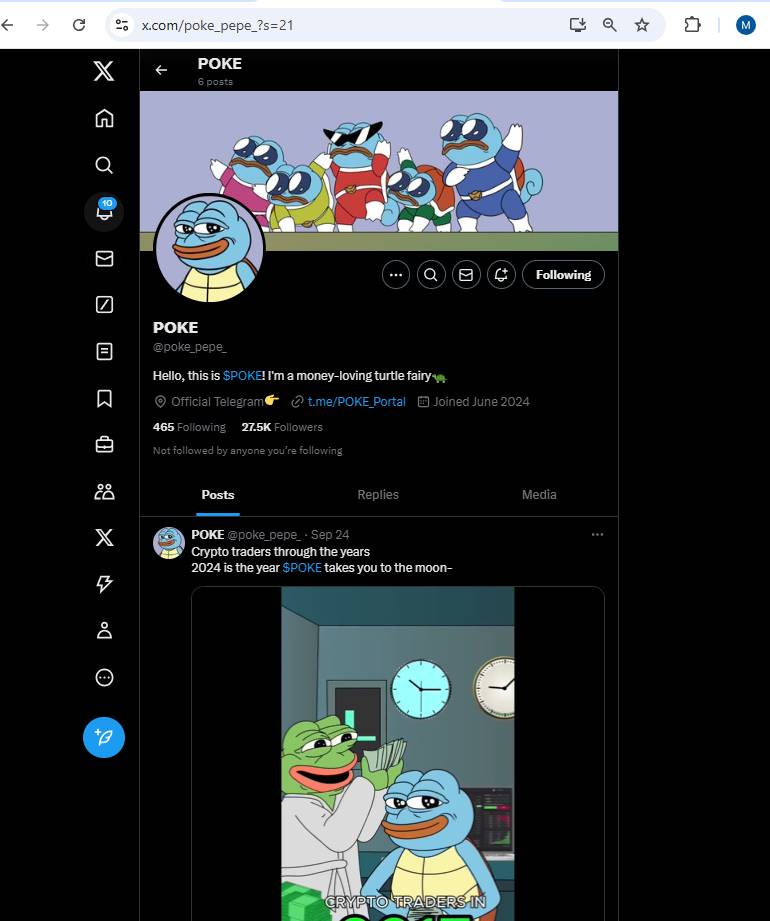 x.com/poke_pepe_?s=21
M
POKE
6 posts
10
Following
POKE
@poke_pepe_
Hello, this is $POKE! I'm a money-loving turtle fairy🐢
Official Telegram👉 t.me/POKE_Portal Joined June 2024
465 Following 27.5K Followers
Not followed by anyone you're following
Posts Replies Media
POKE @poke_pepe_ · Sep 24
Crypto traders through the years
2024 is the year $POKE takes you to the moon~
CRYPTO TRADERS IN